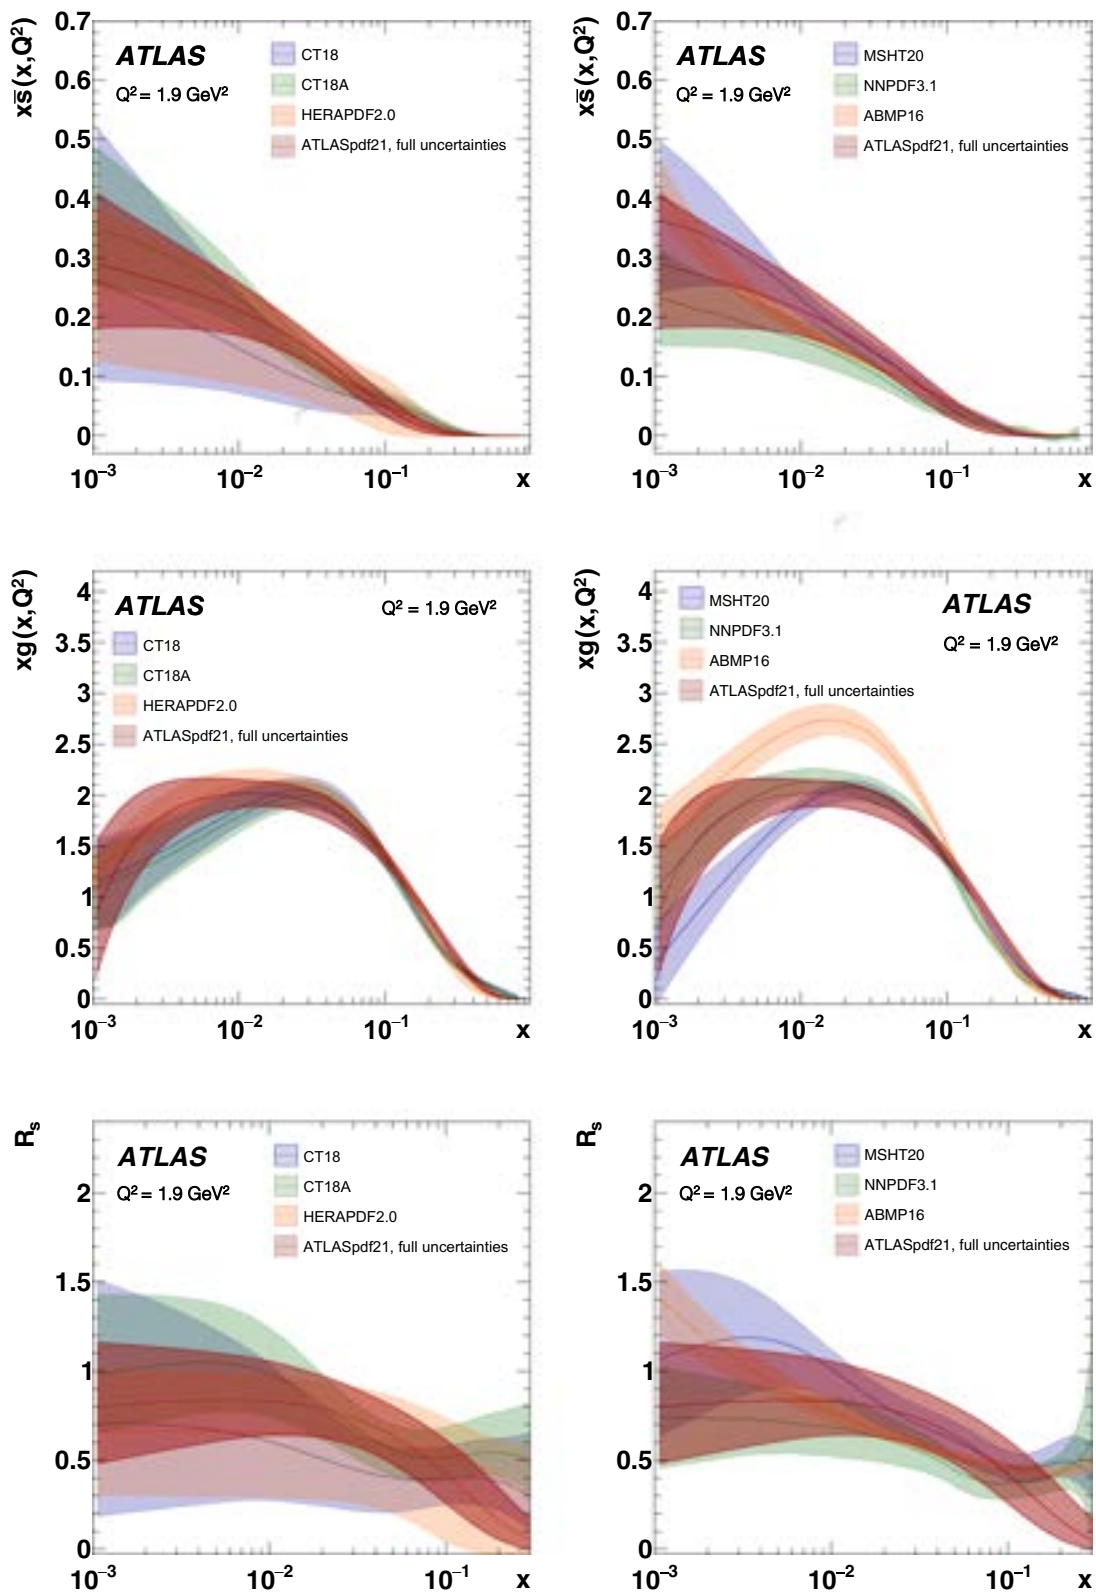 xs̄(x,Q²)
0.7
0.6
0.5
0.4
0.3
0.2
0.1
0
ATLAS
Q² = 1.9 GeV²
CT18
CT18A
HERAPDF2.0
ATLASpdf21, full uncertainties
10⁻³ 10⁻² 10⁻¹ x
xs̄(x,Q²)
0.7
0.6
0.5
0.4
0.3
0.2
0.1
0
ATLAS
Q² = 1.9 GeV²
MSHT20
NNPDF3.1
ABMP16
ATLASpdf21, full uncertainties
10⁻³ 10⁻² 10⁻¹ x
xg(x,Q²)
4
3.5
3
2.5
2
1.5
1
0.5
0
ATLAS
Q² = 1.9 GeV²
CT18
CT18A
HERAPDF2.0
ATLASpdf21, full uncertainties
10⁻³ 10⁻² 10⁻¹ x
xg(x,Q²)
4
3.5
3
2.5
2
1.5
1
0.5
0
MSHT20
NNPDF3.1
ABMP16
ATLASpdf21, full uncertainties
ATLAS
Q² = 1.9 GeV²
10⁻³ 10⁻² 10⁻¹ x
Rₛ
2
1.5
1
0.5
0
ATLAS
Q² = 1.9 GeV²
CT18
CT18A
HERAPDF2.0
ATLASpdf21, full uncertainties
10⁻³ 10⁻² 10⁻¹ x
Rₛ
2
1.5
1
0.5
0
ATLAS
Q² = 1.9 GeV²
MSHT20
NNPDF3.1
ABMP16
ATLASpdf21, full uncertainties
10⁻³ 10⁻² 10⁻¹ x